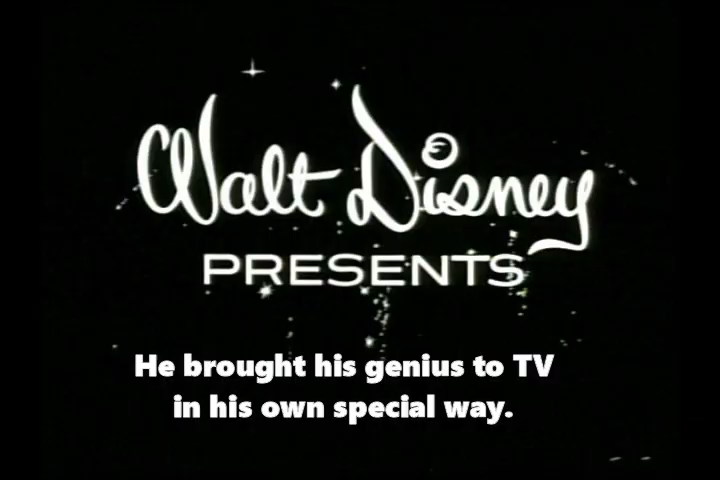 Walt Disney
PRESENTS
He brought his genius to TV
in his own special way.